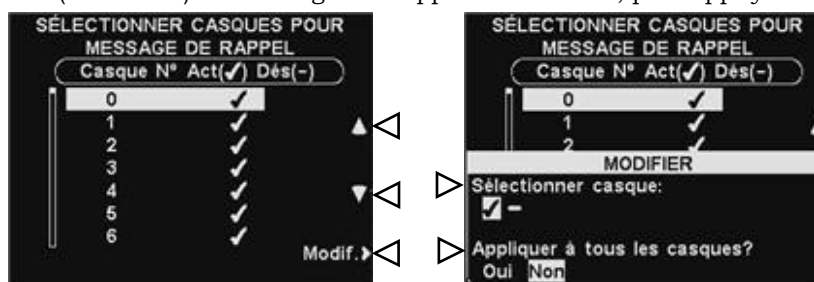 SÉLECTIONNER CASQUES POUR
MESSAGE DE RAPPEL
Casque Nº Act(✓) Dés(-)
0 ✓
1 ✓
2 ✓
3 ✓
4 ✓
5 ✓
6 ✓
Modif.
SÉLECTIONNER CASQUES POUR
MESSAGE DE RAPPEL
Casque Nº Act(✓) Dés(-)
0 ✓
1 ✓
2 ✓
MODIFIER
Sélectionner casque:
✓ -
Appliquer à tous les casques?
Oui Non